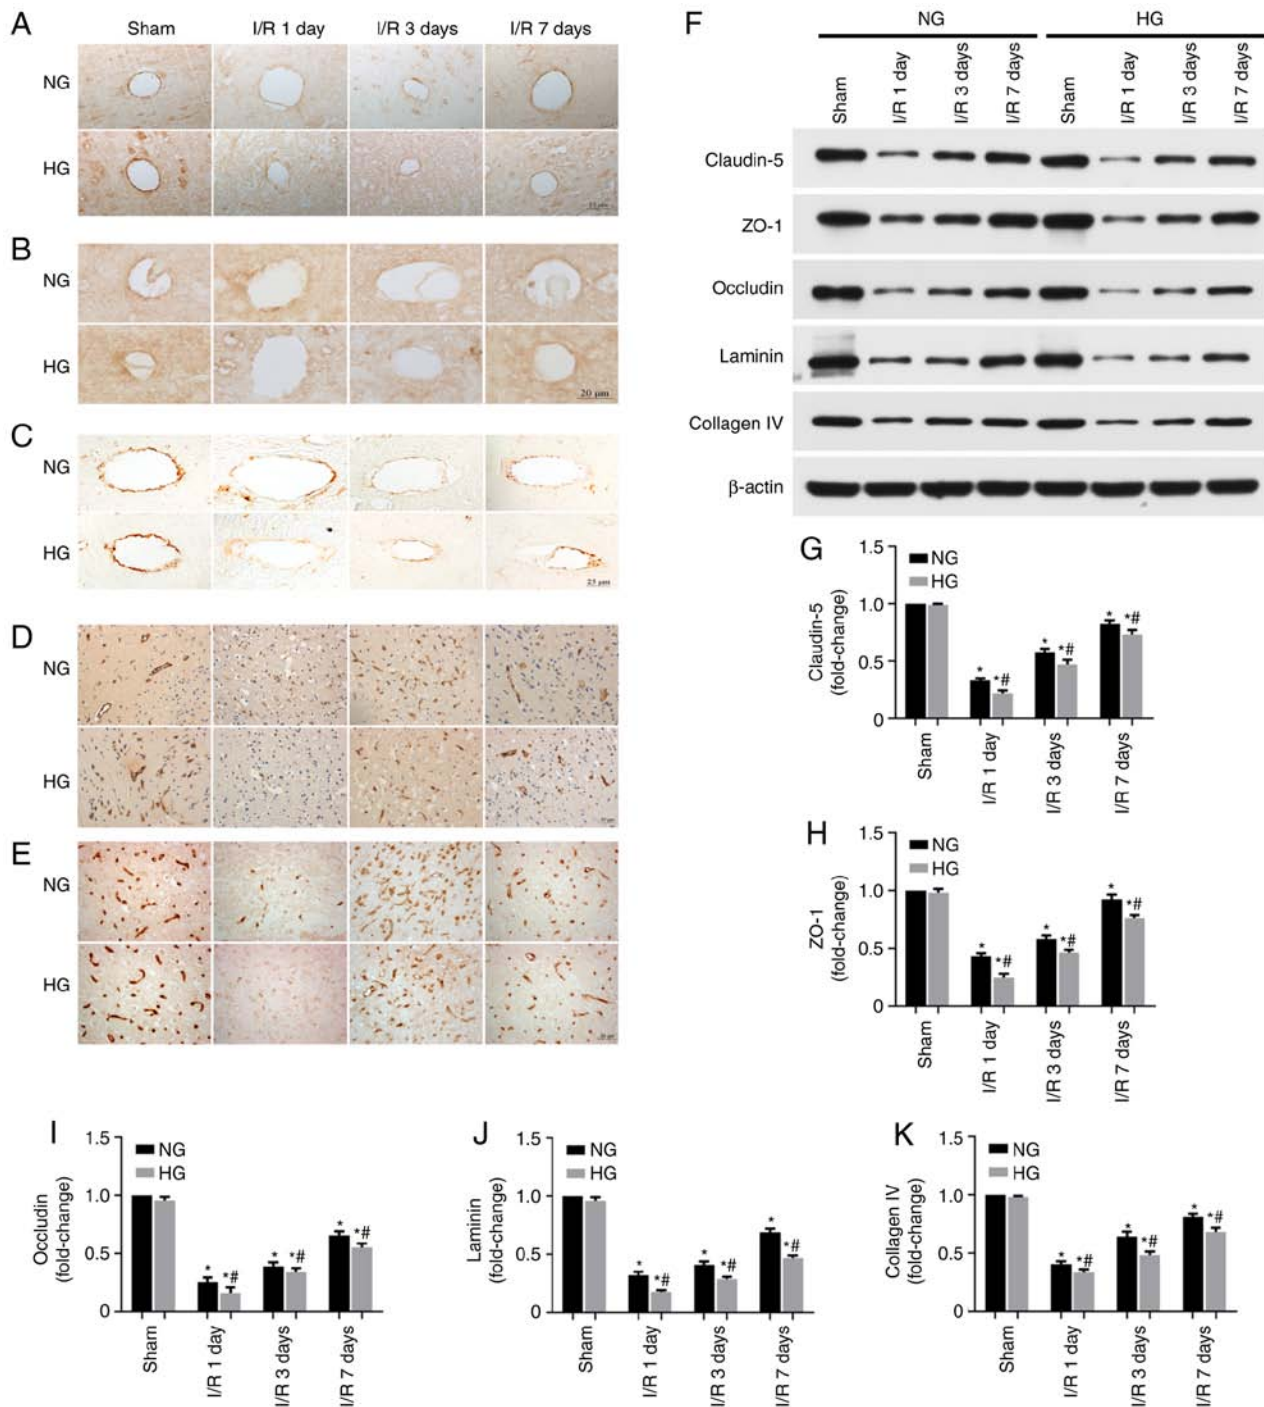 A
Sham
I/R 1 day
I/R 3 days
I/R 7 days
NG
HG
B
NG
HG
20 μm
C
NG
HG
25 μm
D
NG
HG
E
NG
HG
F
NG
HG
Sham
I/R 1 day
I/R 3 days
I/R 7 days
Sham
I/R 1 day
I/R 3 days
I/R 7 days
Claudin-5
ZO-1
Occludin
Laminin
Collagen IV
β-actin
G
Claudin-5
(fold-change)
1.5
1.0
0.5
0
NG
HG
*
*#
*
*#
*
*#
Sham
I/R 1 day
I/R 3 days
I/R 7 days
H
ZO-1
(fold-change)
1.5
1.0
0.5
0
NG
HG
*
*#
*
*#
*
*#
Sham
I/R 1 day
I/R 3 days
I/R 7 days
I
Occludin
(fold-change)
1.5
1.0
0.5
0
NG
HG
*
*#
*
*#
*
*#
Sham
I/R 1 day
I/R 3 days
I/R 7 days
J
Laminin
(fold-change)
1.5
1.0
0.5
0
NG
HG
*
*#
*
*#
*
*#
Sham
I/R 1 day
I/R 3 days
I/R 7 days
K
Collagen IV
(fold-change)
1.5
1.0
0.5
0
NG
HG
*
*#
*
*#
*
*#
Sham
I/R 1 day
I/R 3 days
I/R 7 days